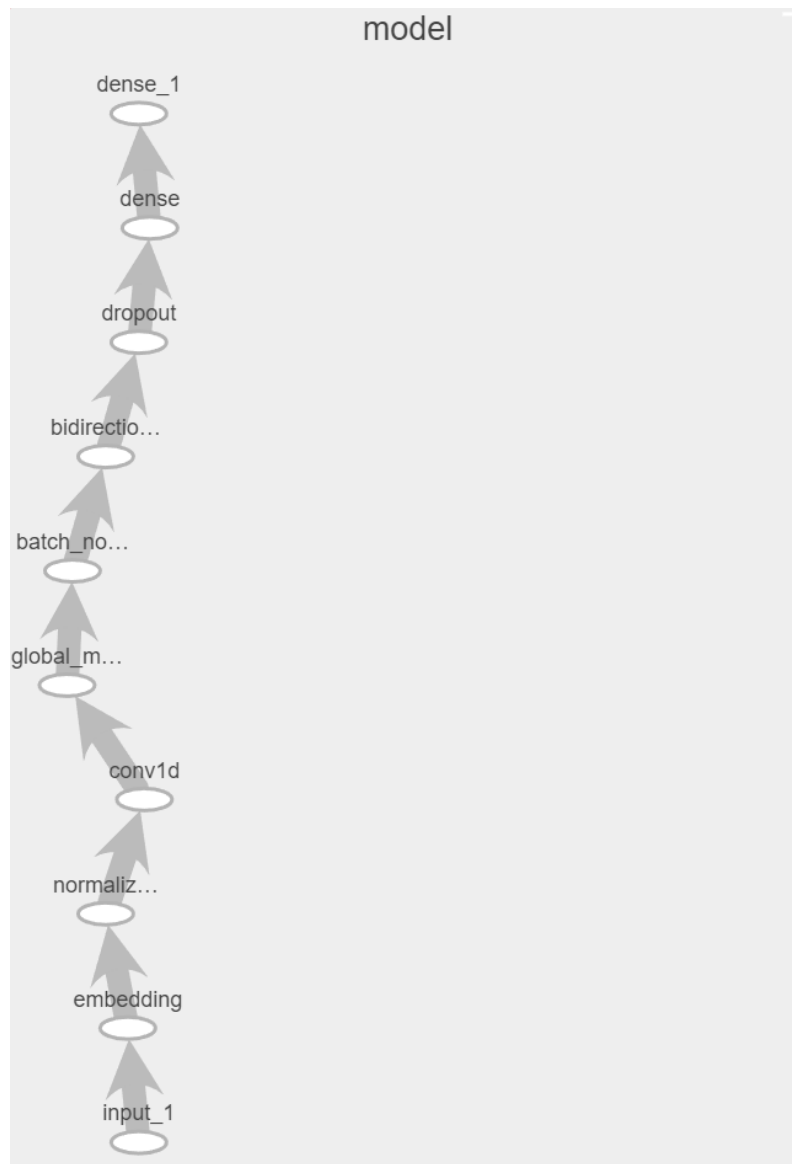 model
dense_1
dense
dropout
bidirectio…
batch_no…
global_m…
conv1d
normaliz…
embedding
input_1